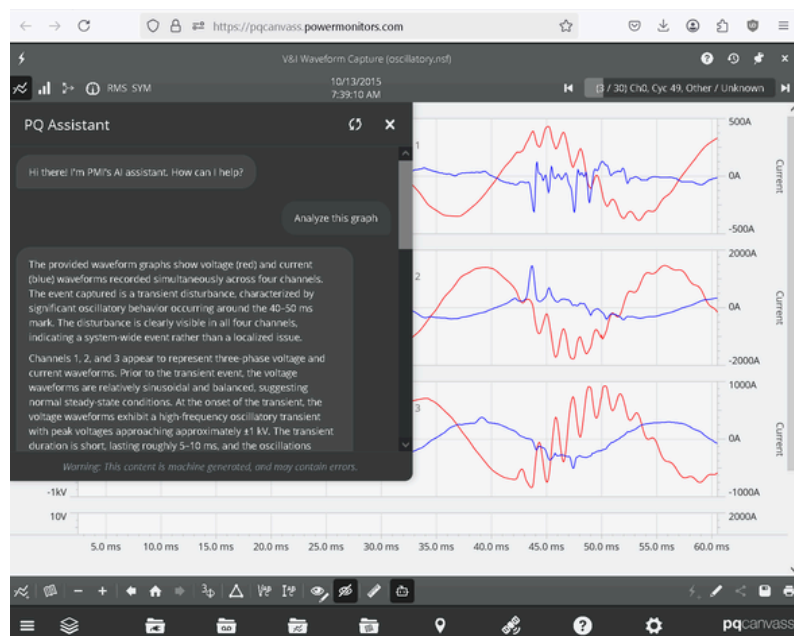 https://pqcanvass.powermonitors.com
V&I Waveform Capture (oscillatory.nsf)
RMS SYM
10/13/2015
7:39:10 AM
(3 / 30) Ch0, Cyc 49, Other / Unknown
PQ Assistant
Hi there! I'm PMI's AI assistant. How can I help?
Analyze this graph
The provided waveform graphs show voltage (red) and current
(blue) waveforms recorded simultaneously across four channels.
The event captured is a transient disturbance, characterized by
significant oscillatory behavior occurring around the 40–50 ms
mark. The disturbance is clearly visible in all four channels,
indicating a system-wide event rather than a localized issue.
Channels 1, 2, and 3 appear to represent three-phase voltage and
current waveforms. Prior to the transient event, the voltage
waveforms are relatively sinusoidal and balanced, suggesting
normal steady-state conditions. At the onset of the transient, the
voltage waveforms exhibit a high-frequency oscillatory transient
with peak voltages approaching approximately ±1 kV. The transient
duration is short, lasting roughly 5–10 ms, and the oscillations
Warning: This content is machine generated, and may contain errors.
1
500A
0A
-500A
Current
2
2000A
0A
-2000A
Current
3
1000A
0A
-1000A
Current
-1kV
10V
2000A
5.0 ms 10.0 ms 15.0 ms 20.0 ms 25.0 ms 30.0 ms 35.0 ms 40.0 ms 45.0 ms 50.0 ms 55.0 ms 60.0 ms
3φ
pqcanvass